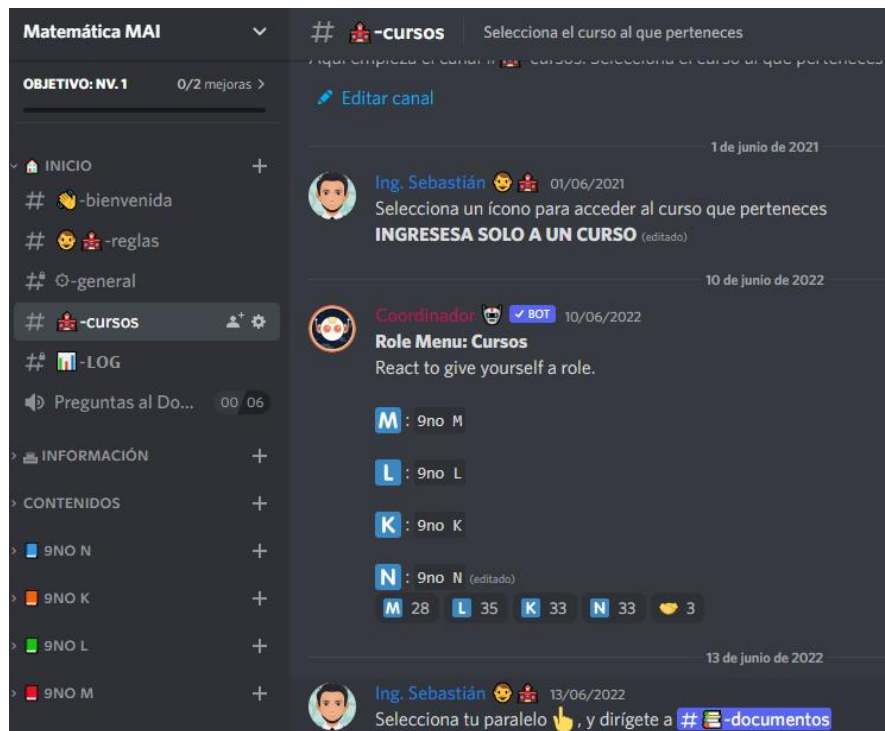 Matemática MAI
OBJETIVO: NV. 1 0/2 mejoras >
INICIO
# 👋-bienvenida
# 👨🏫-reglas
# ⚙-general
# 🏫-cursos
# 📊-LOG
Preguntas al Do... 00 06
INFORMACIÓN
CONTENIDOS
📘 9NO N
📙 9NO K
📗 9NO L
📕 9NO M
# 🏫-cursos Selecciona el curso al que perteneces
Editar canal
1 de junio de 2021
Ing. Sebastián 👨🏫 01/06/2021
Selecciona un ícono para acceder al curso que perteneces
INGRESESA SOLO A UN CURSO (editado)
10 de junio de 2022
Coordinador 🤖 ✓ BOT 10/06/2022
Role Menu: Cursos
React to give yourself a role.
M : 9no M
L : 9no L
K : 9no K
N : 9no N (editado)
M 28 L 35 K 33 N 33 🤝 3
13 de junio de 2022
Ing. Sebastián 👨🏫 13/06/2022
Selecciona tu paralelo 👆, y dirígete a # 📚-documentos